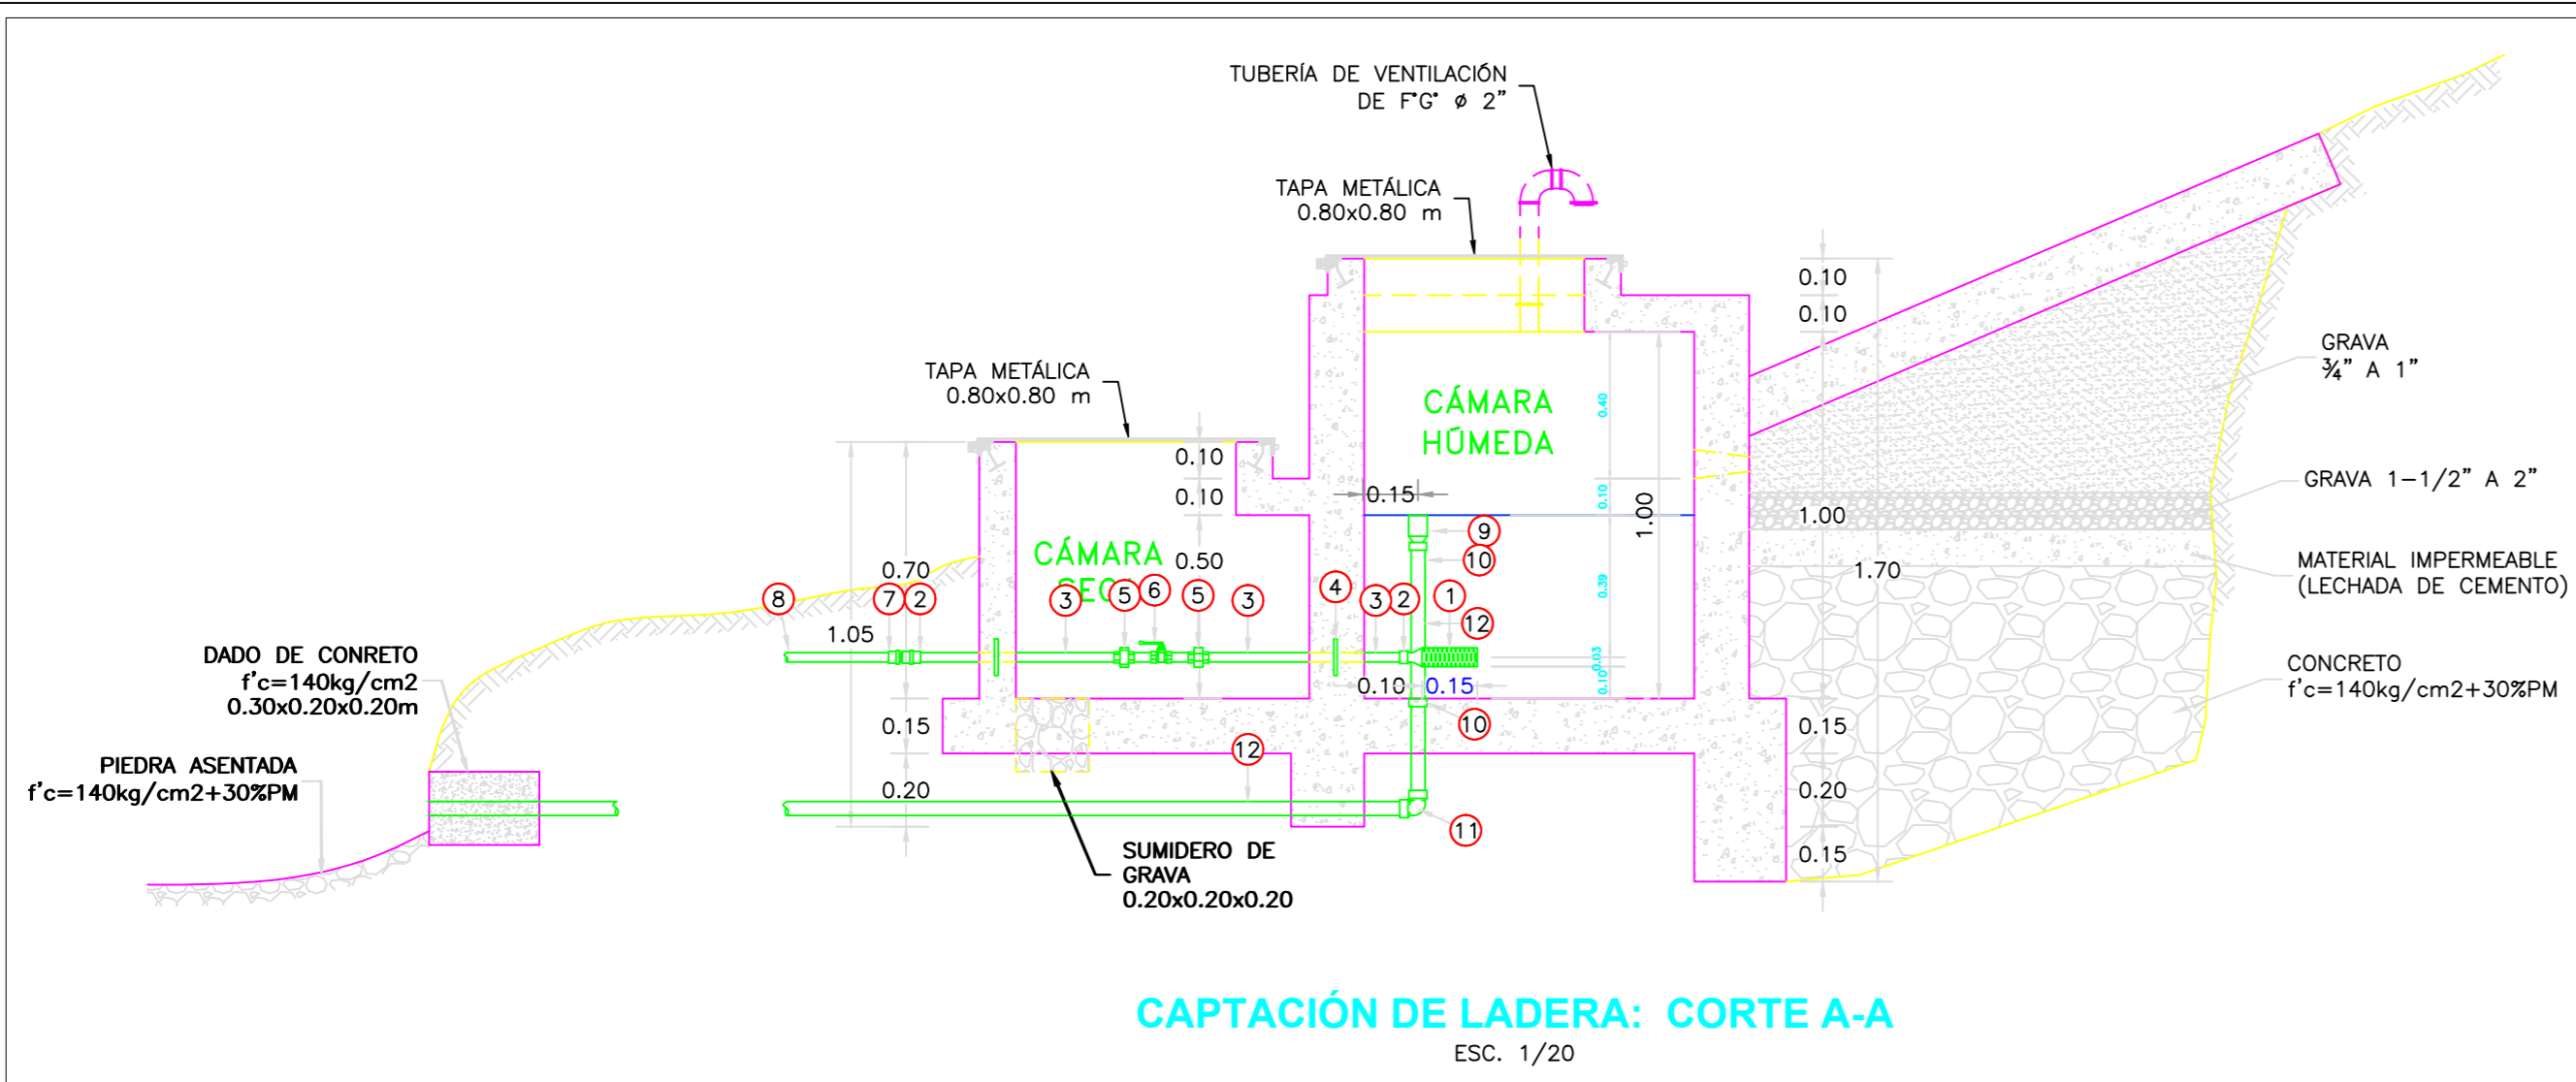 TUBERÍA DE VENTILACIÓN
DE F°G° ø 2"
TAPA METÁLICA
0.80x0.80 m
TAPA METÁLICA
0.80x0.80 m
CÁMARA
HÚMEDA
CÁMARA
GRAVA
¾" A 1"
GRAVA 1-1/2" A 2"
MATERIAL IMPERMEABLE
(LECHADA DE CEMENTO)
CONCRETO
f'c=140kg/cm2+30%PM
0.10
0.10
1.00
1.70
0.15
0.20
0.15
0.40
0.10
1.00
0.39
0.03
0.10
0.15
0.10
0.15
0.10
0.10
0.50
0.70
1.05
0.15
0.20
8
7
2
3
5
6
5
3
4
3
2
1
9
10
12
10
11
12
DADO DE CONRETO
f'c=140kg/cm2
0.30x0.20x0.20m
PIEDRA ASENTADA
f'c=140kg/cm2+30%PM
SUMIDERO DE
GRAVA
0.20x0.20x0.20
CAPTACIÓN DE LADERA: CORTE A-A
ESC. 1/20